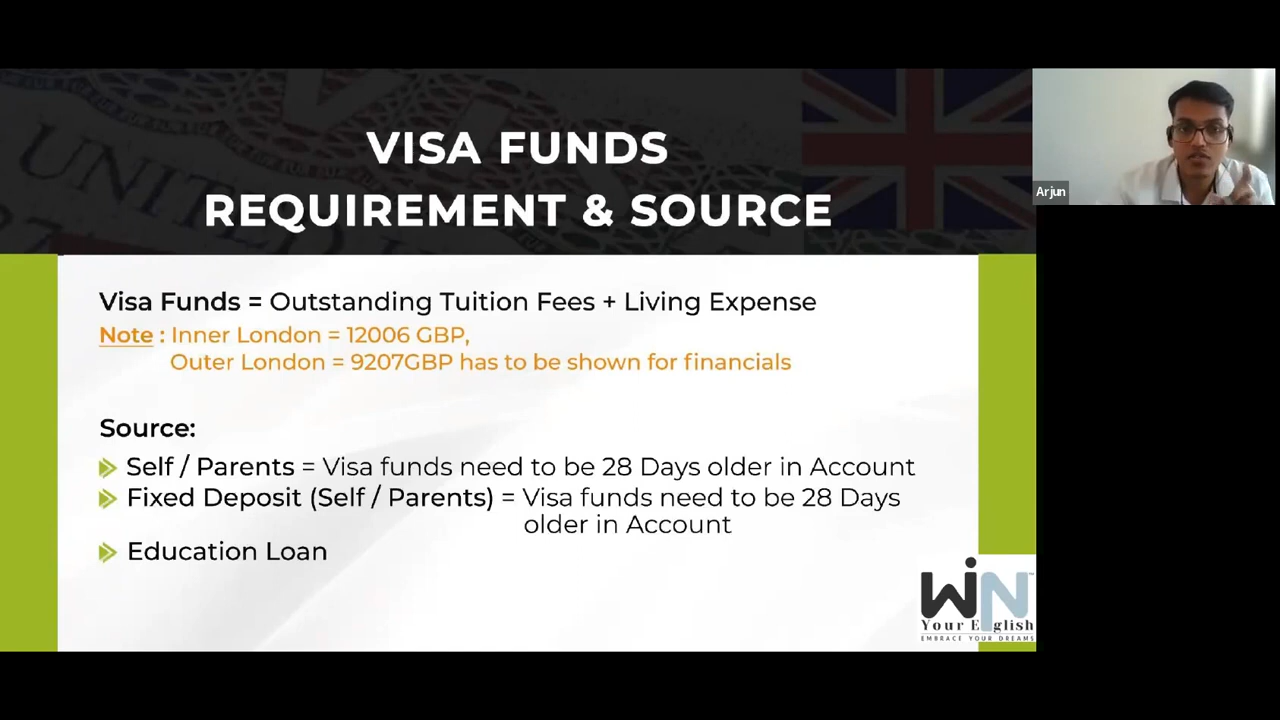 VISA FUNDS
REQUIREMENT & SOURCE
UNITED
Arjun
Visa Funds = Outstanding Tuition Fees + Living Expense
Note : Inner London = 12006 GBP,
Outer London = 9207GBP has to be shown for financials
Source:
Self / Parents = Visa funds need to be 28 Days older in Account
Fixed Deposit (Self / Parents) = Visa funds need to be 28 Days
older in Account
Education Loan
WiN
Your English
EMBRACE YOUR DREAMS